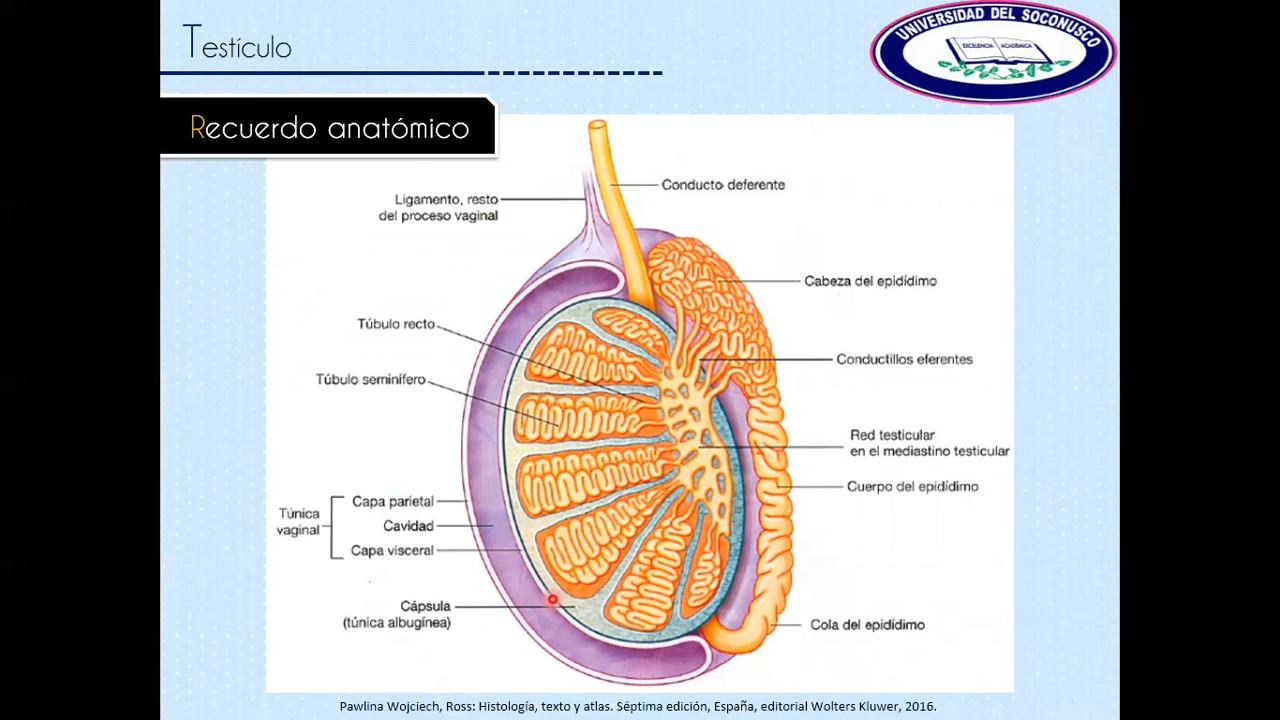 Testículo
UNIVERSIDAD DEL SOCONUSCO
EXCELENCIA ACADÉMICA
Recuerdo anatómico
Conducto deferente
Ligamento, resto
del proceso vaginal
Cabeza del epidídimo
Túbulo recto
Conductillos eferentes
Túbulo seminífero
Red testicular
en el mediastino testicular
Cuerpo del epidídimo
Túnica
vaginal
Capa parietal
Cavidad
Capa visceral
Cápsula
(túnica albugínea)
Cola del epidídimo
Pawlina Wojciech, Ross: Histología, texto y atlas. Séptima edición, España, editorial Wolters Kluwer, 2016.